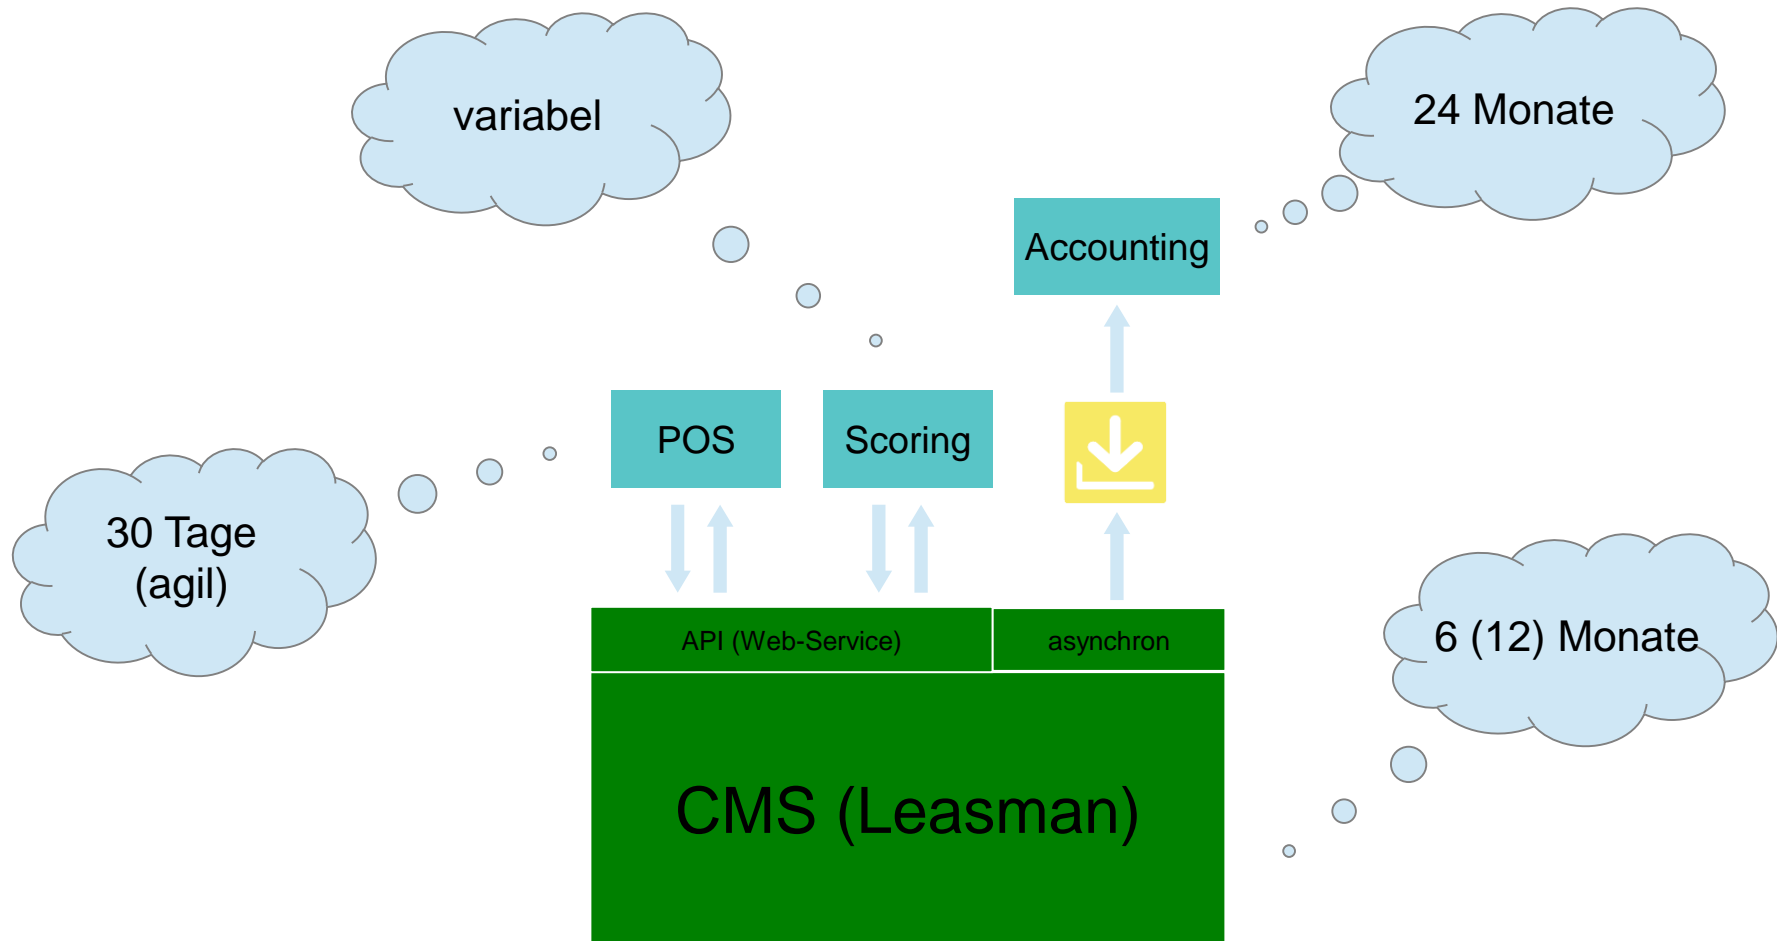 variabel
24 Monate
Accounting
POS
Scoring
30 Tage
(agil)
API (Web-Service)
asynchron
6 (12) Monate
CMS (Leasman)